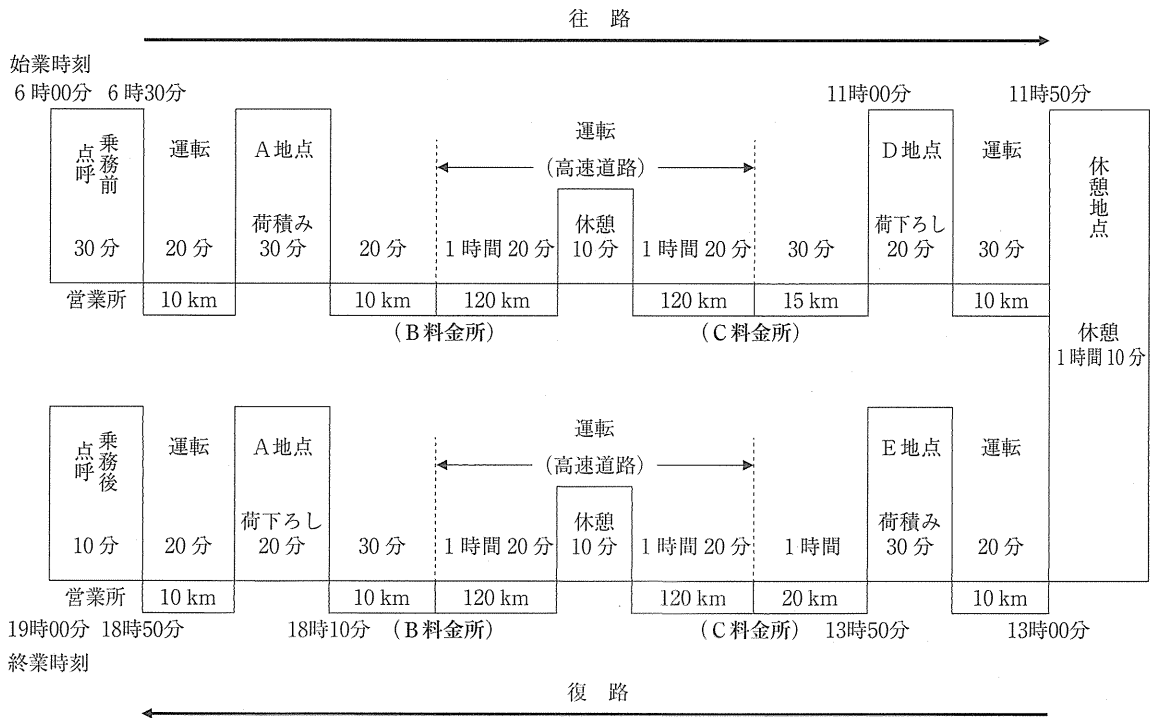 往 路
始業時刻
6時00分 6時30分 11時00分 11時50分
乗務前
点呼
運転
A地点
運転
(高速道路)
D地点
運転
休憩地点
荷積み
休憩
荷下ろし
30分 20分 30分 20分 1時間20分 10分 1時間20分 30分 20分 30分
営業所 10 km 10 km 120 km 120 km 15 km 10 km
(B料金所) (C料金所)
休憩
1時間10分
乗務後
点呼
運転
A地点
運転
(高速道路)
E地点
運転
荷下ろし
休憩
荷積み
10分 20分 20分 30分 1時間20分 10分 1時間20分 1時間 30分 20分
営業所 10 km 10 km 120 km 120 km 20 km 10 km
19時00分 18時50分 18時10分 (B料金所) (C料金所) 13時50分 13時00分
終業時刻
復 路